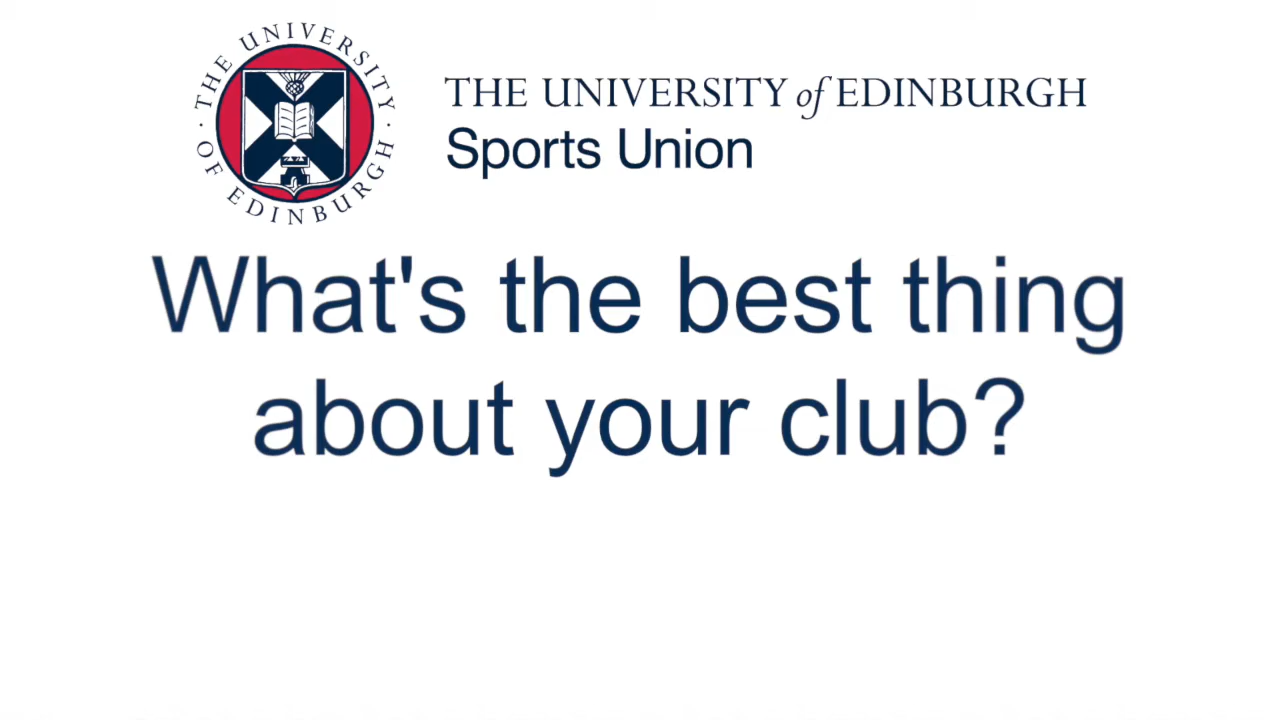 THE UNIVERSITY OF EDINBURGH
THE UNIVERSITY of EDINBURGH
Sports Union
What's the best thing
about your club?